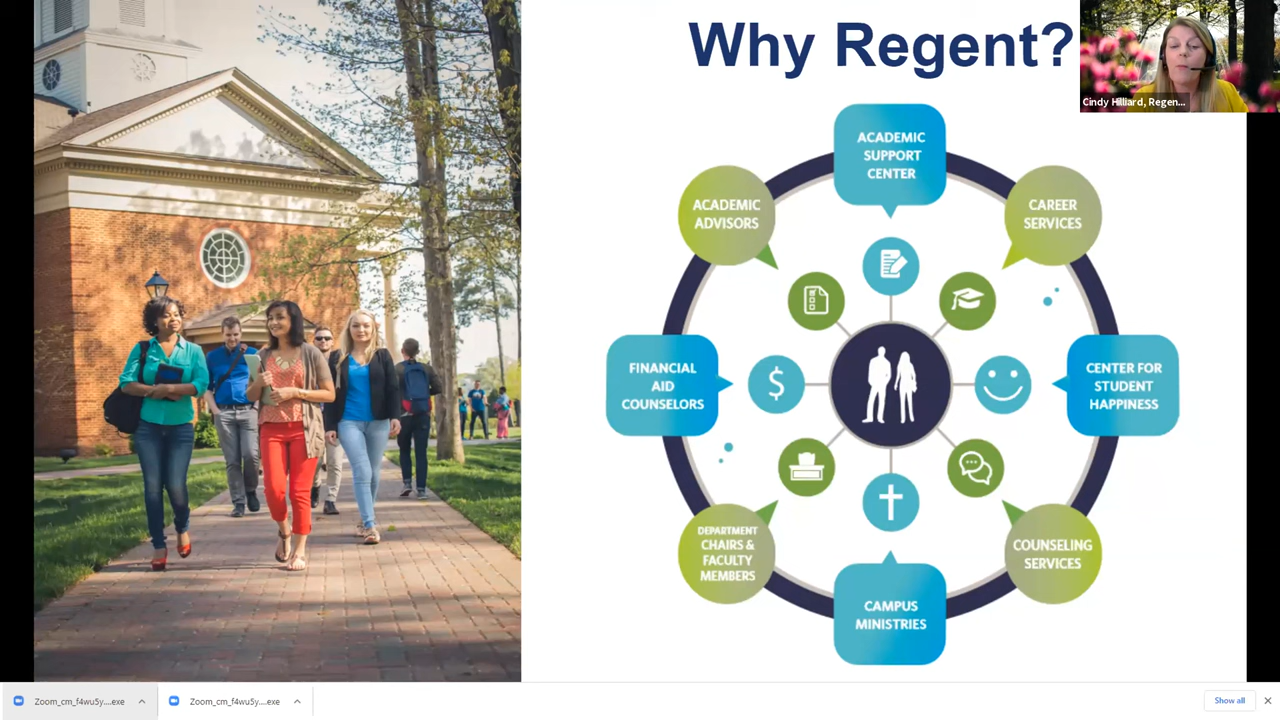 Why Regent?
Cindy Hilliard, Regen...
ACADEMIC
SUPPORT
CENTER
ACADEMIC
ADVISORS
CAREER
SERVICES
FINANCIAL
AID
COUNSELORS
CENTER FOR
STUDENT
HAPPINESS
DEPARTMENT
CHAIRS &
FACULTY
MEMBERS
COUNSELING
SERVICES
CAMPUS
MINISTRIES
Zoom_cm_f4wu5y....exe
Zoom_cm_f4wu5y....exe
Show all